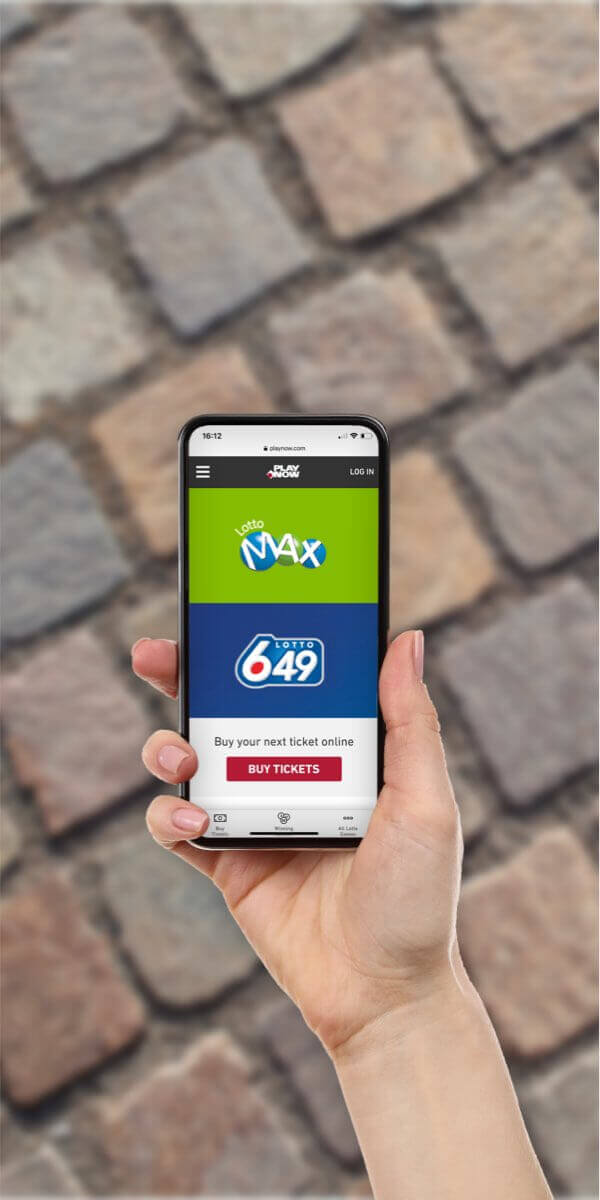 16:12
playnow.com
PLAY
NOW
LOG IN
Lotto
MAX
LOTTO
649
Buy your next ticket online
BUY TICKETS
Buy
Tickets
Winning
All Lotto
Games